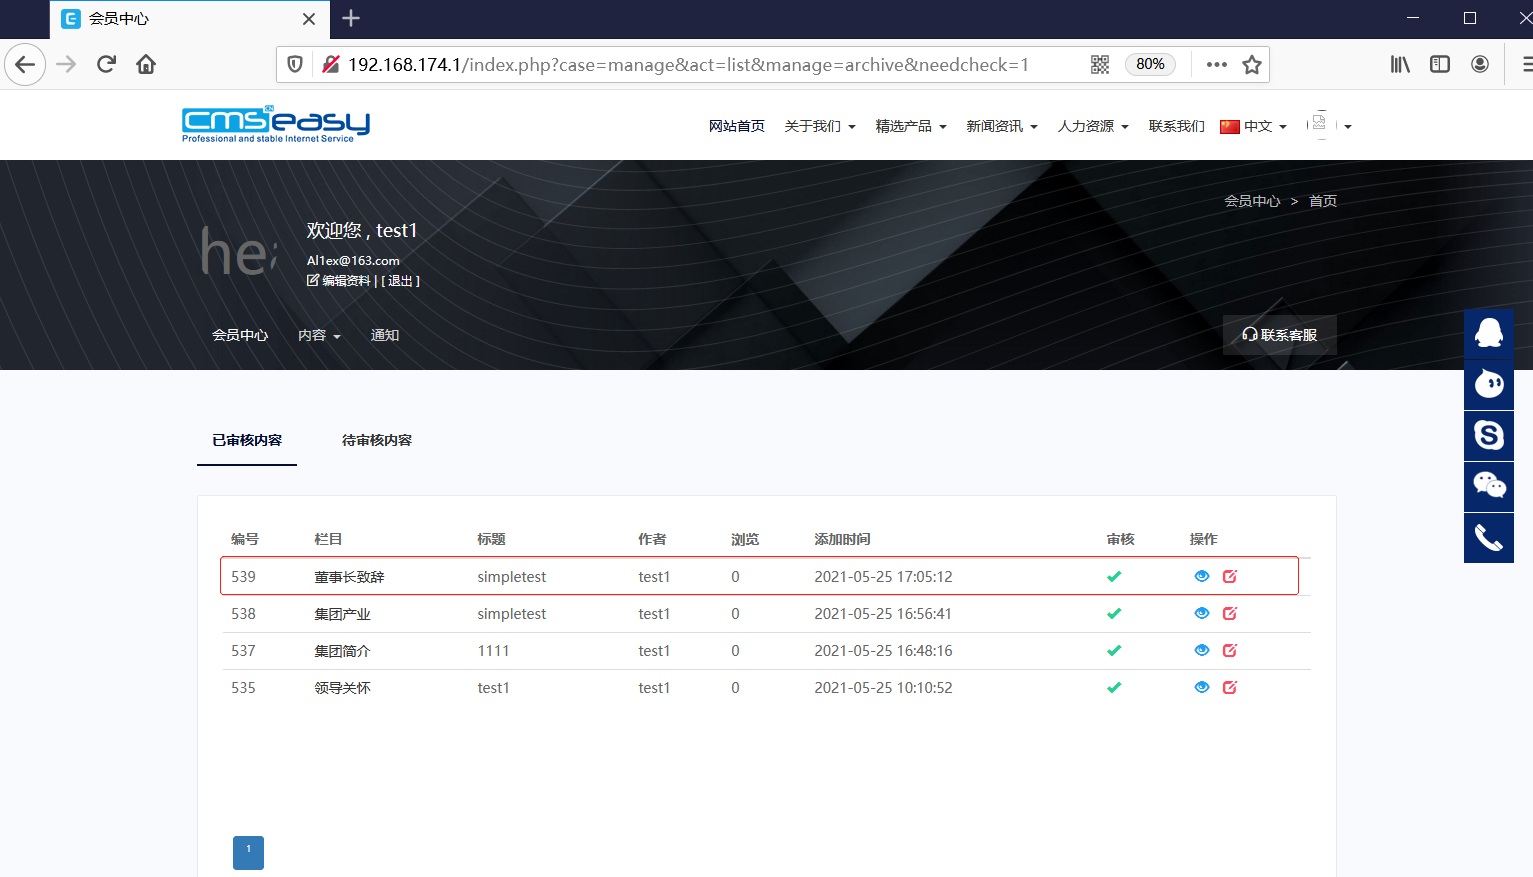 会员中心
192.168.174.1/index.php?case=manage&act=list&manage=archive&needcheck=1
80%
cmseasy CN
Professional and stable Internet Service
网站首页 关于我们 精选产品 新闻资讯 人力资源 联系我们 中文
会员中心 > 首页
hea
欢迎您 , test1
Al1ex@163.com
编辑资料 | [ 退出 ]
会员中心 内容 通知
联系客服
已审核内容 待审核内容
编号 栏目 标题 作者 浏览 添加时间 审核 操作
539 董事长致辞 simpletest test1 0 2021-05-25 17:05:12
538 集团产业 simpletest test1 0 2021-05-25 16:56:41
537 集团简介 1111 test1 0 2021-05-25 16:48:16
535 领导关怀 test1 test1 0 2021-05-25 10:10:52
1